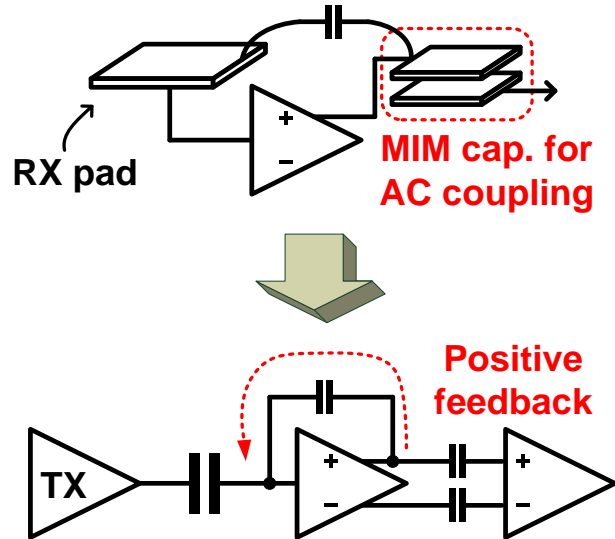 +
−
RX pad
MIM cap. for
AC coupling
Positive
feedback
TX
+
−
+
−